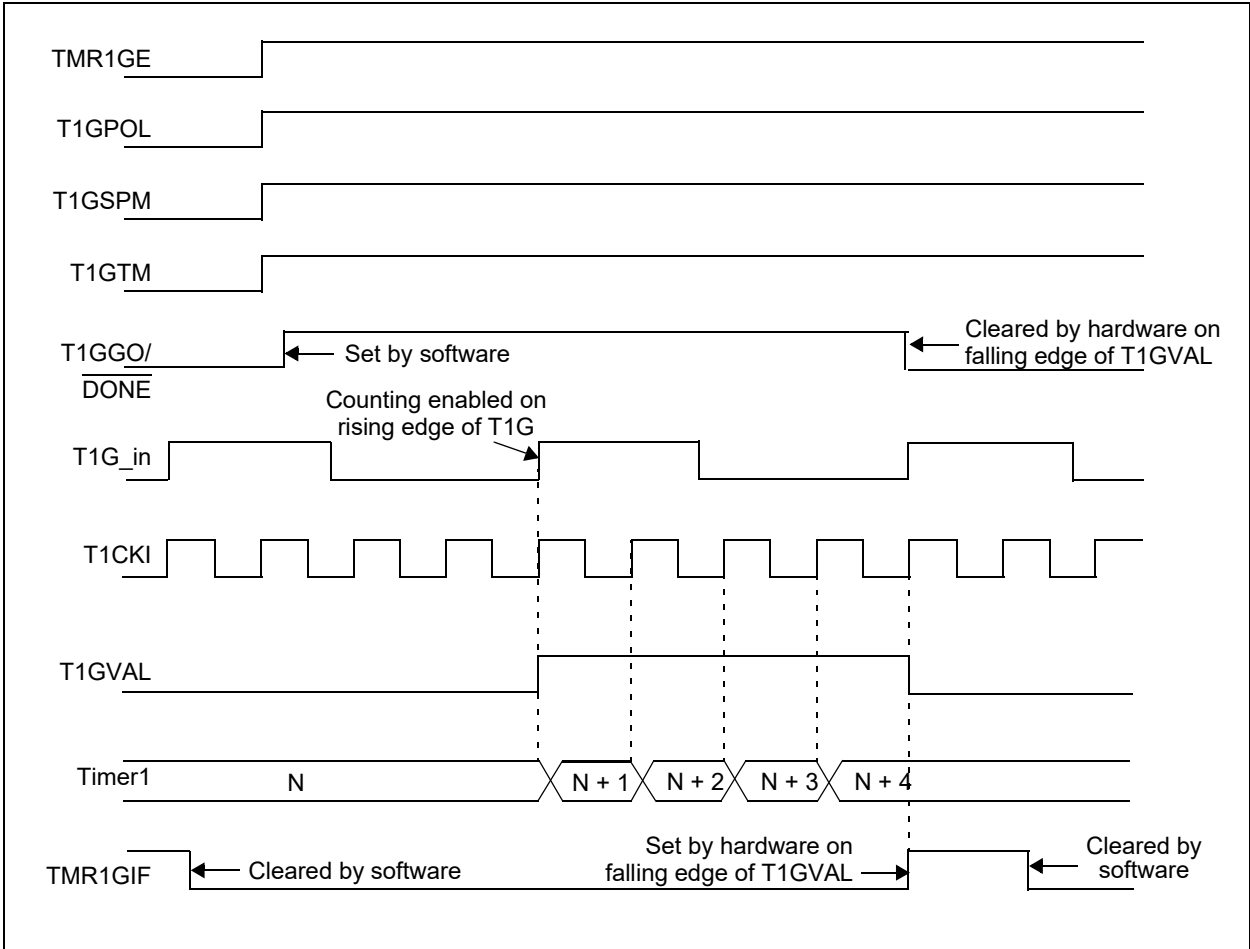 TMR1GE
T1GPOL
T1GSPM
T1GTM
T1GGO/
DONE
Set by software
Cleared by hardware on
falling edge of T1GVAL
Counting enabled on
rising edge of T1G
T1G_in
T1CKI
T1GVAL
Timer1
N
N + 1
N + 2
N + 3
N + 4
TMR1GIF
Cleared by software
Set by hardware on
falling edge of T1GVAL
Cleared by
software